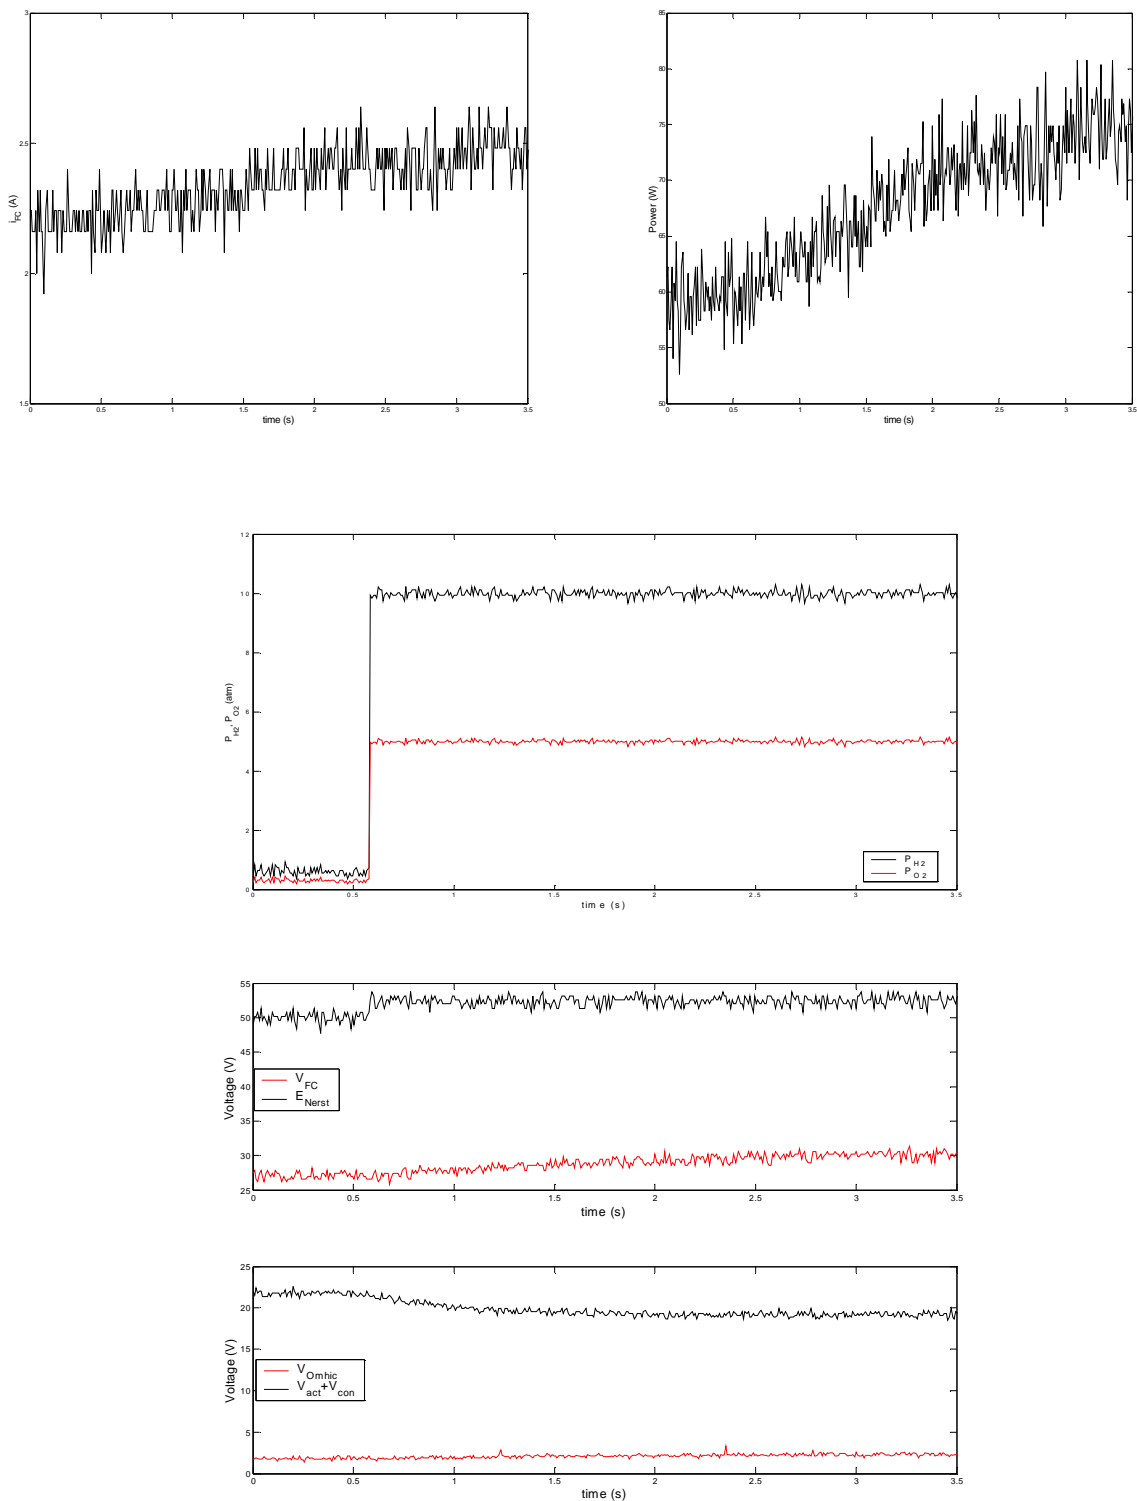 3
2.5
2
1.5
i_FC (A)
0 0.5 1 1.5 2 2.5 3 3.5
time (s)
85
80
75
70
65
60
55
50
Power (W)
0 0.5 1 1.5 2 2.5 3 3.5
time (s)
12
10
8
6
4
2
0
P_H2, P_O2 (atm)
P_H2
P_O2
0 0.5 1 1.5 2 2.5 3 3.5
time (s)
55
50
45
40
35
30
25
Voltage (V)
V_FC
E_Nerst
0 0.5 1 1.5 2 2.5 3 3.5
time (s)
25
20
15
10
5
0
Voltage (V)
V_Omhic
V_act+V_con
0 0.5 1 1.5 2 2.5 3 3.5
time (s)